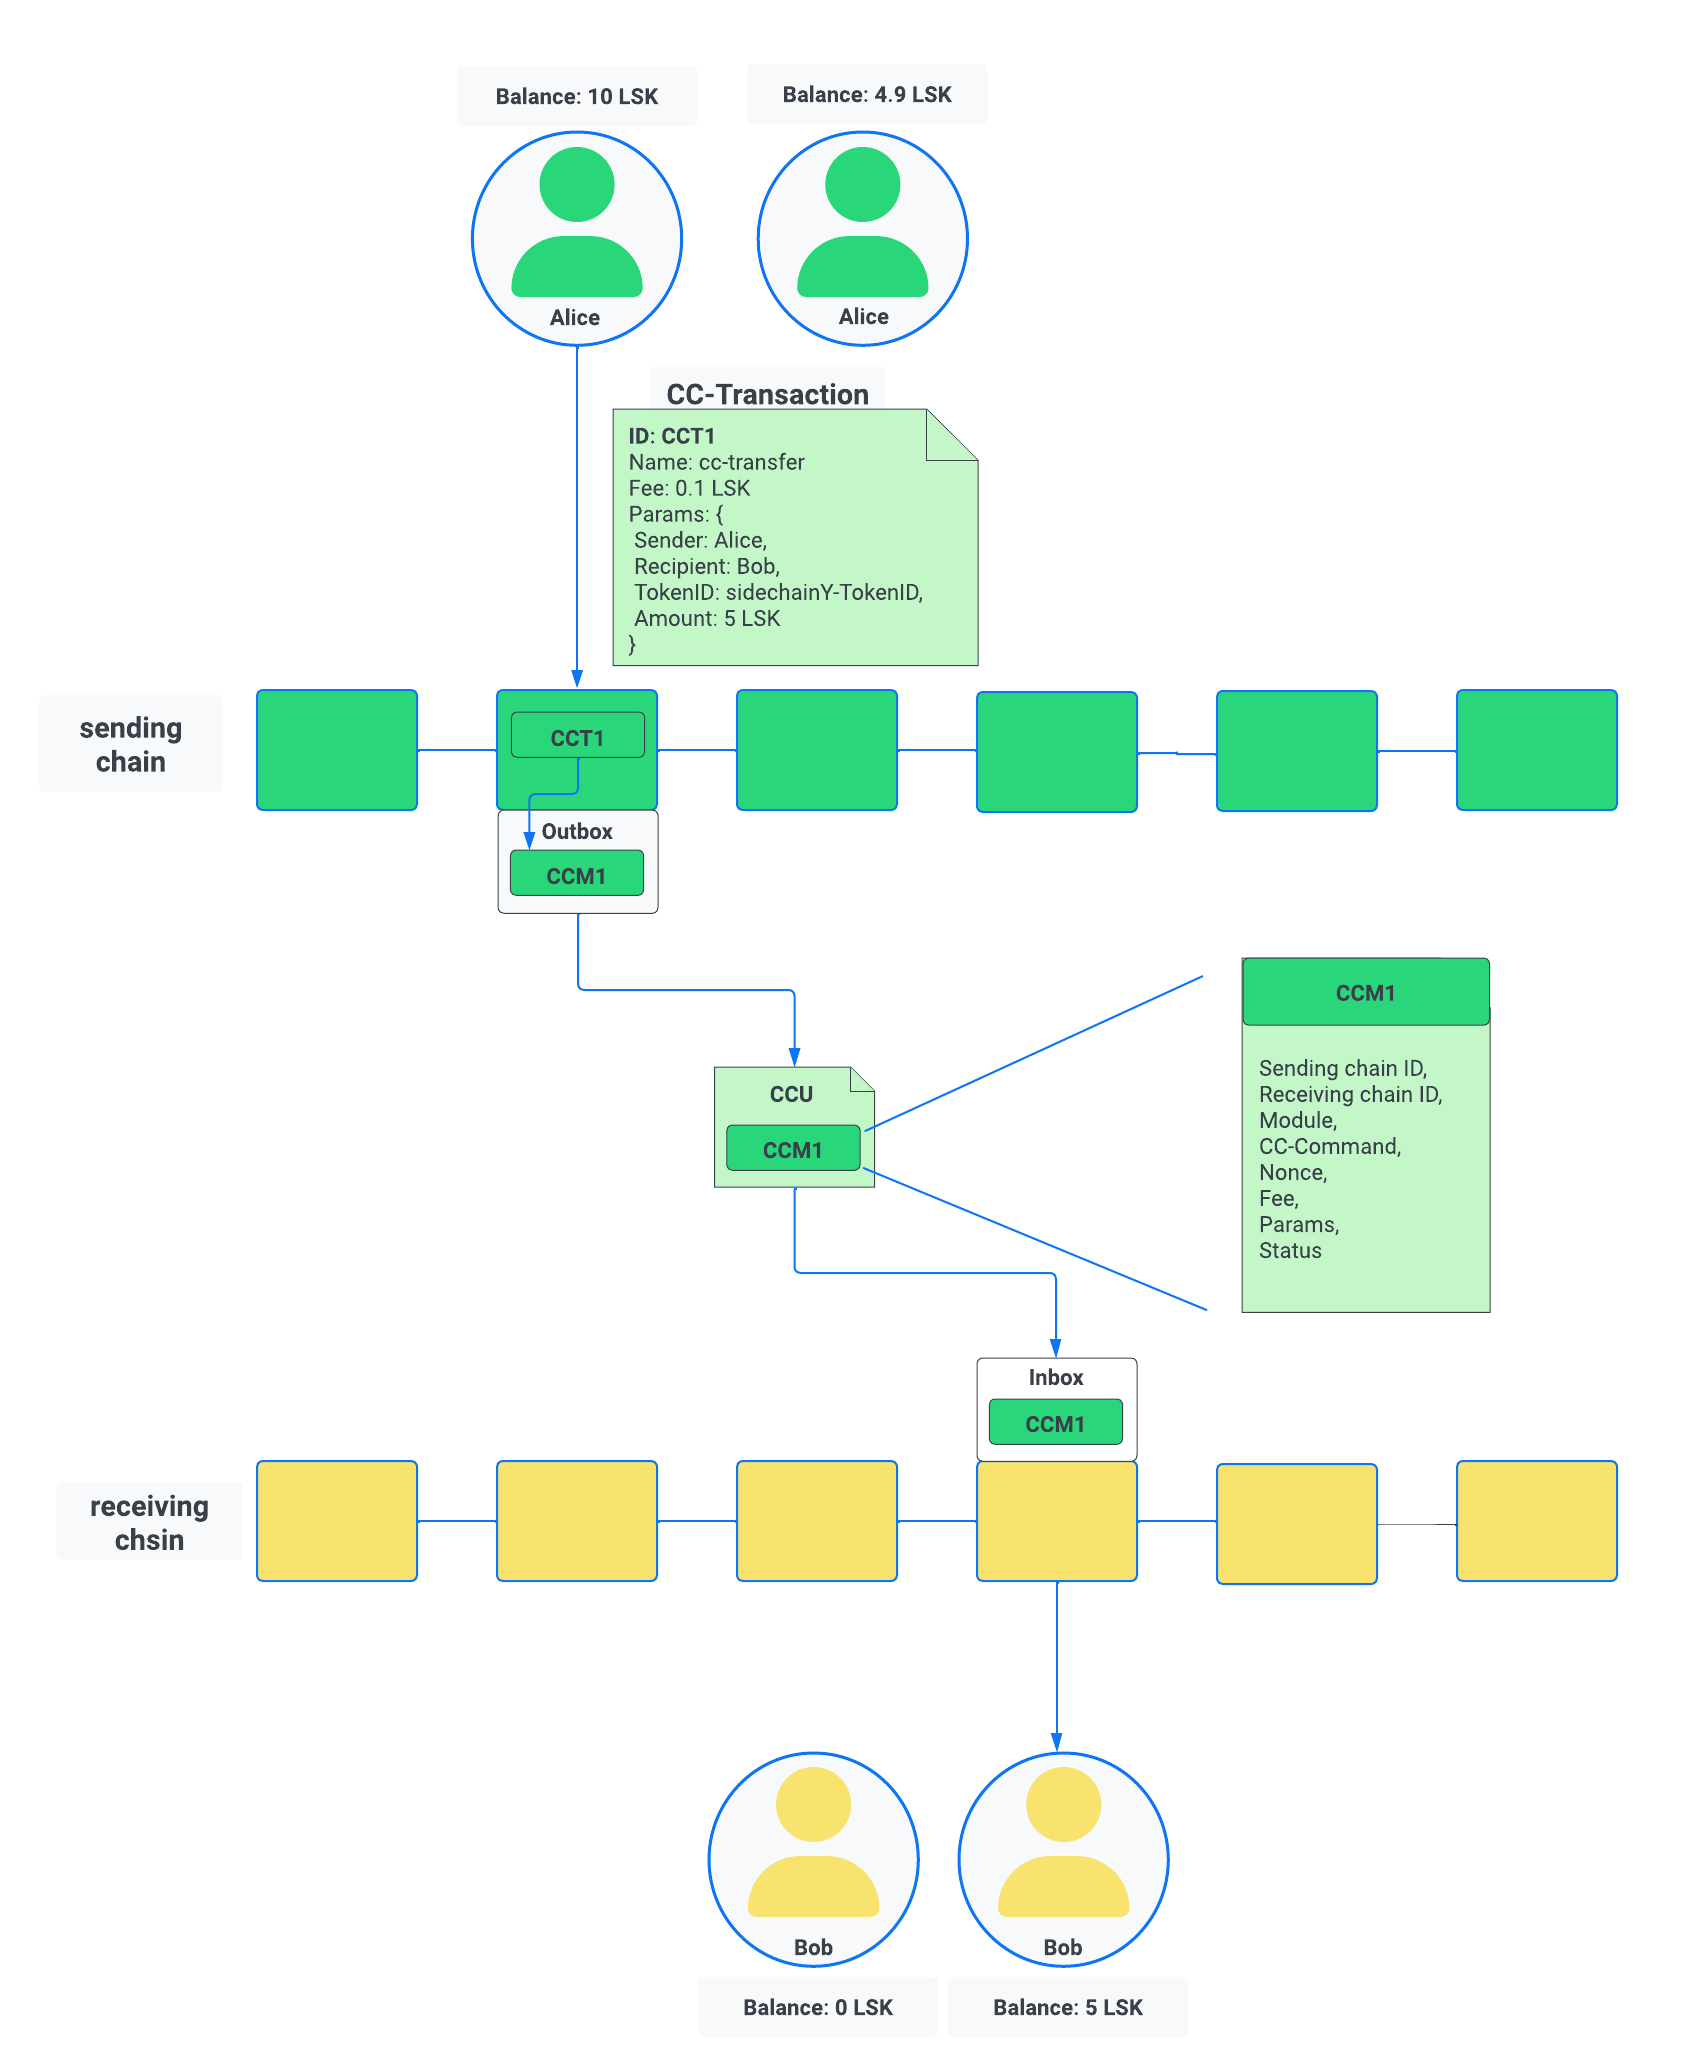 Balance: 10 LSK
Balance: 4.9 LSK
Alice
Alice
CC-Transaction
ID: CCT1
Name: cc-transfer
Fee: 0.1 LSK
Params: {
Sender: Alice,
Recipient: Bob,
TokenID: sidechainY-TokenID,
Amount: 5 LSK
}
sending
chain
CCT1
Outbox
CCM1
CCU
CCM1
CCM1
Sending chain ID,
Receiving chain ID,
Module,
CC-Command,
Nonce,
Fee,
Params,
Status
Inbox
CCM1
receiving
chsin
Bob
Bob
Balance: 0 LSK
Balance: 5 LSK